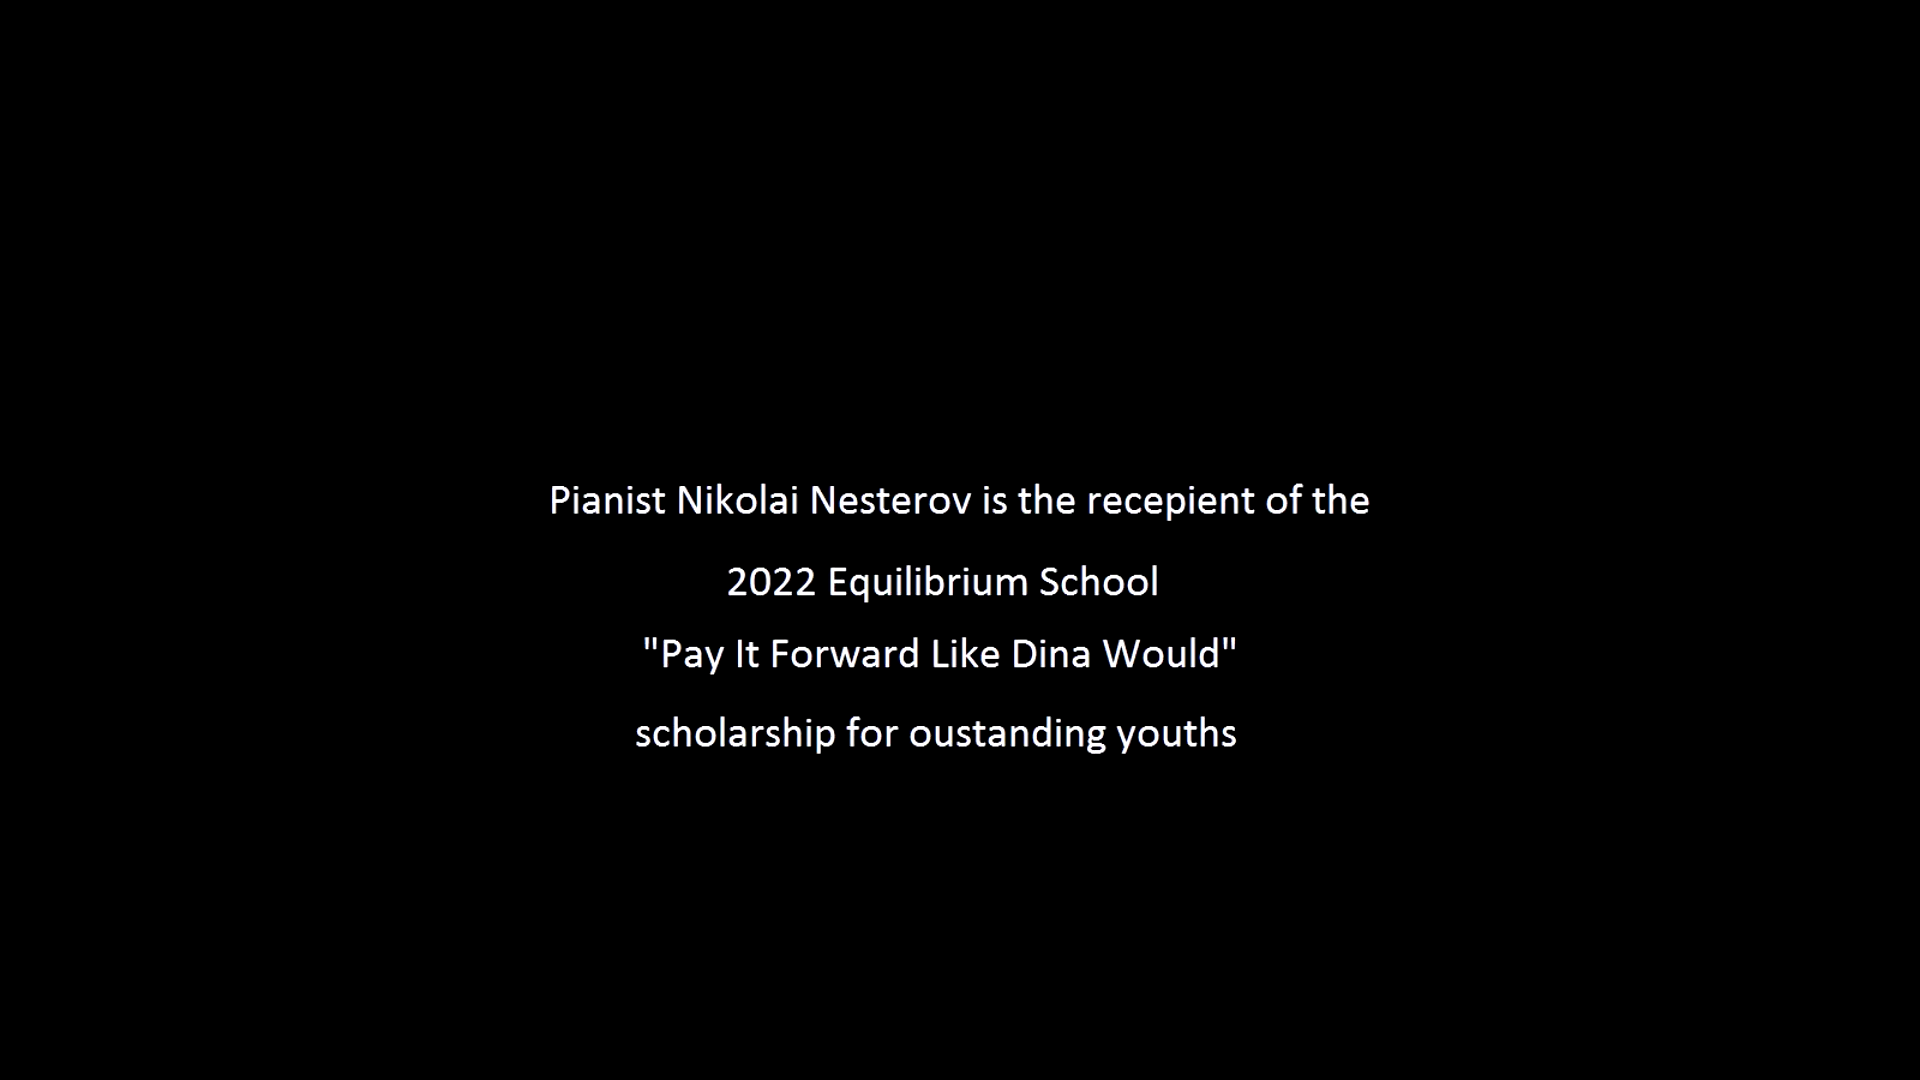 Pianist Nikolai Nesterov is the recepient of the
2022 Equilibrium School
"Pay It Forward Like Dina Would"
scholarship for oustanding youths